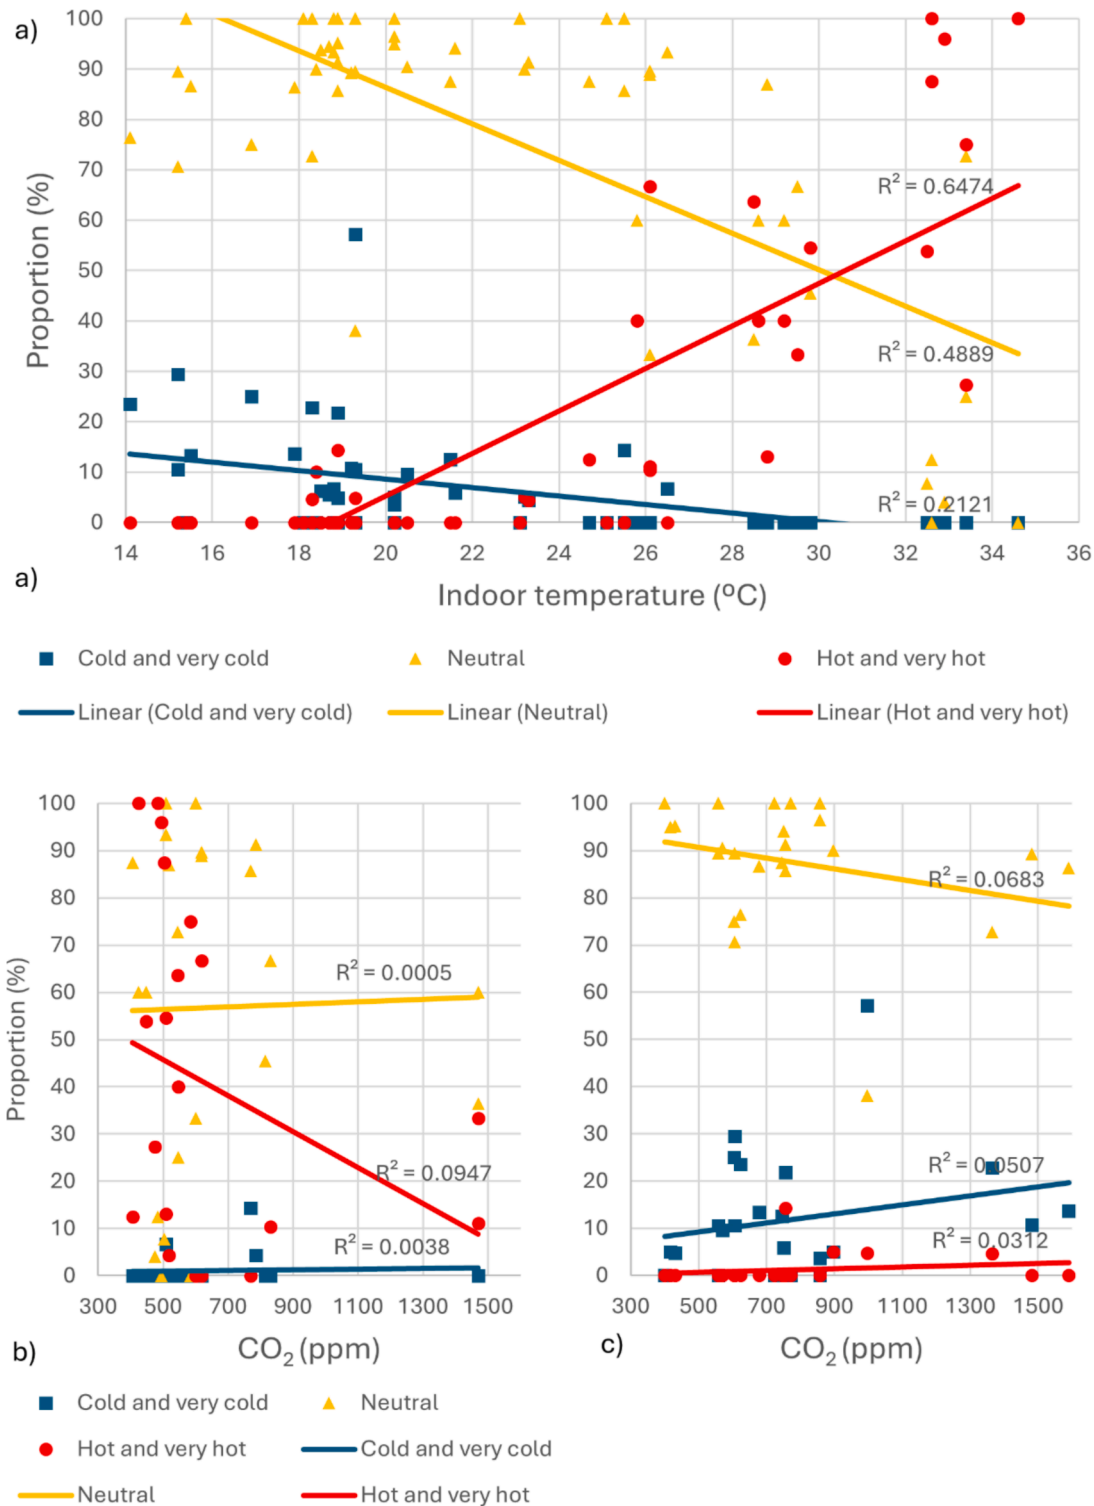 a)
Proportion (%)
100
90
80
70
60
50
40
30
20
10
0
R² = 0.6474
R² = 0.4889
R² = 0.2121
14 16 18 20 22 24 26 28 30 32 34 36
a)
Indoor temperature (ºC)
Cold and very cold Neutral Hot and very hot
Linear (Cold and very cold) Linear (Neutral) Linear (Hot and very hot)
Proportion (%)
100
90
80
70
60
50
40
30
20
10
0
R² = 0.0005
R² = 0.0947
R² = 0.0038
300 500 700 900 1100 1300 1500
CO₂ (ppm)
b)
100
90
80
70
60
50
40
30
20
10
0
R² = 0.0683
R² = 0.0507
R² = 0.0312
300 500 700 900 1100 1300 1500
CO₂ (ppm)
c)
Cold and very cold Neutral
Hot and very hot Cold and very cold
Neutral Hot and very hot